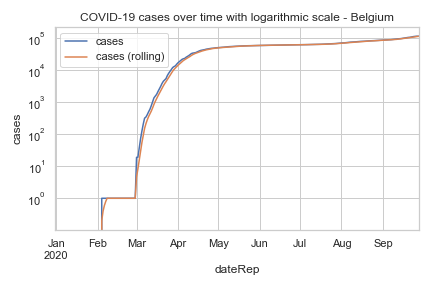 COVID-19 cases over time with logarithmic scale - Belgium
cases
cases (rolling)
10⁵
10⁴
10³
10²
10¹
10⁰
cases
Jan Feb Mar Apr May Jun Jul Aug Sep
2020
dateRep